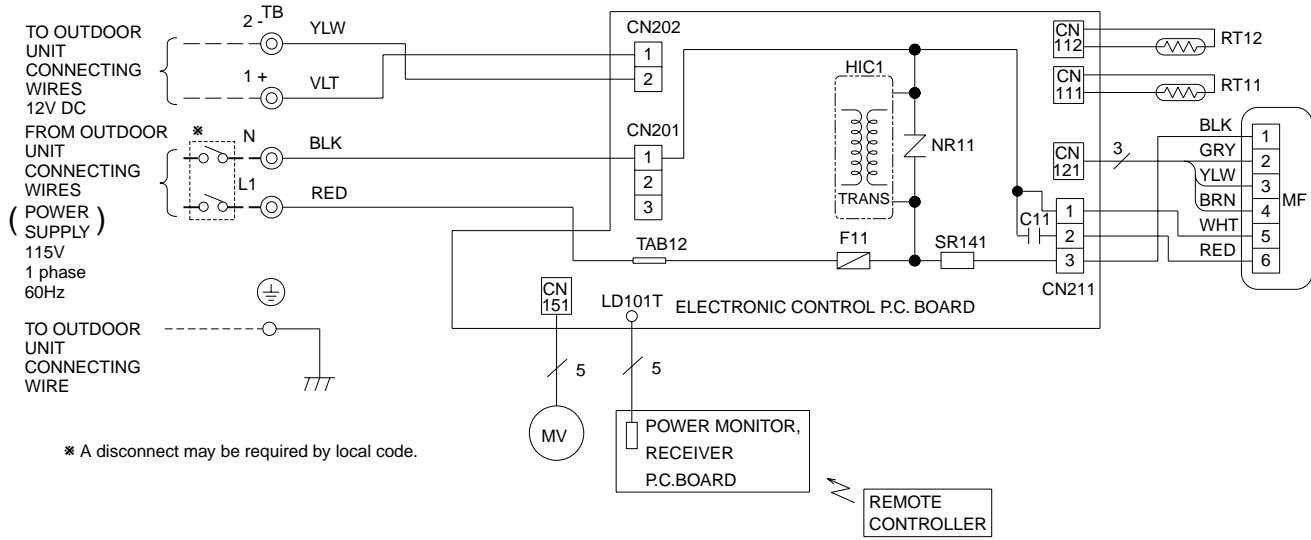 TO OUTDOOR
UNIT
CONNECTING
WIRES
12V DC
2 -
TB
YLW
1 +
VLT
FROM OUTDOOR
UNIT
CONNECTING
WIRES
( POWER
SUPPLY )
115V
1 phase
60Hz
※
N
BLK
L1
RED
TO OUTDOOR
UNIT
CONNECTING
WIRE
※ A disconnect may be required by local code.
CN202
1
2
CN201
1
2
3
HIC1
TRANS
NR11
TAB12
F11
SR141
C11
1
2
3
CN211
CN
112
RT12
CN
111
RT11
CN
121
3
BLK
GRY
YLW
BRN
WHT
RED
1
2
3
4
5
6
MF
CN
151
LD101T
ELECTRONIC CONTROL P.C. BOARD
5
5
MV
POWER MONITOR,
RECEIVER
P.C.BOARD
REMOTE
CONTROLLER